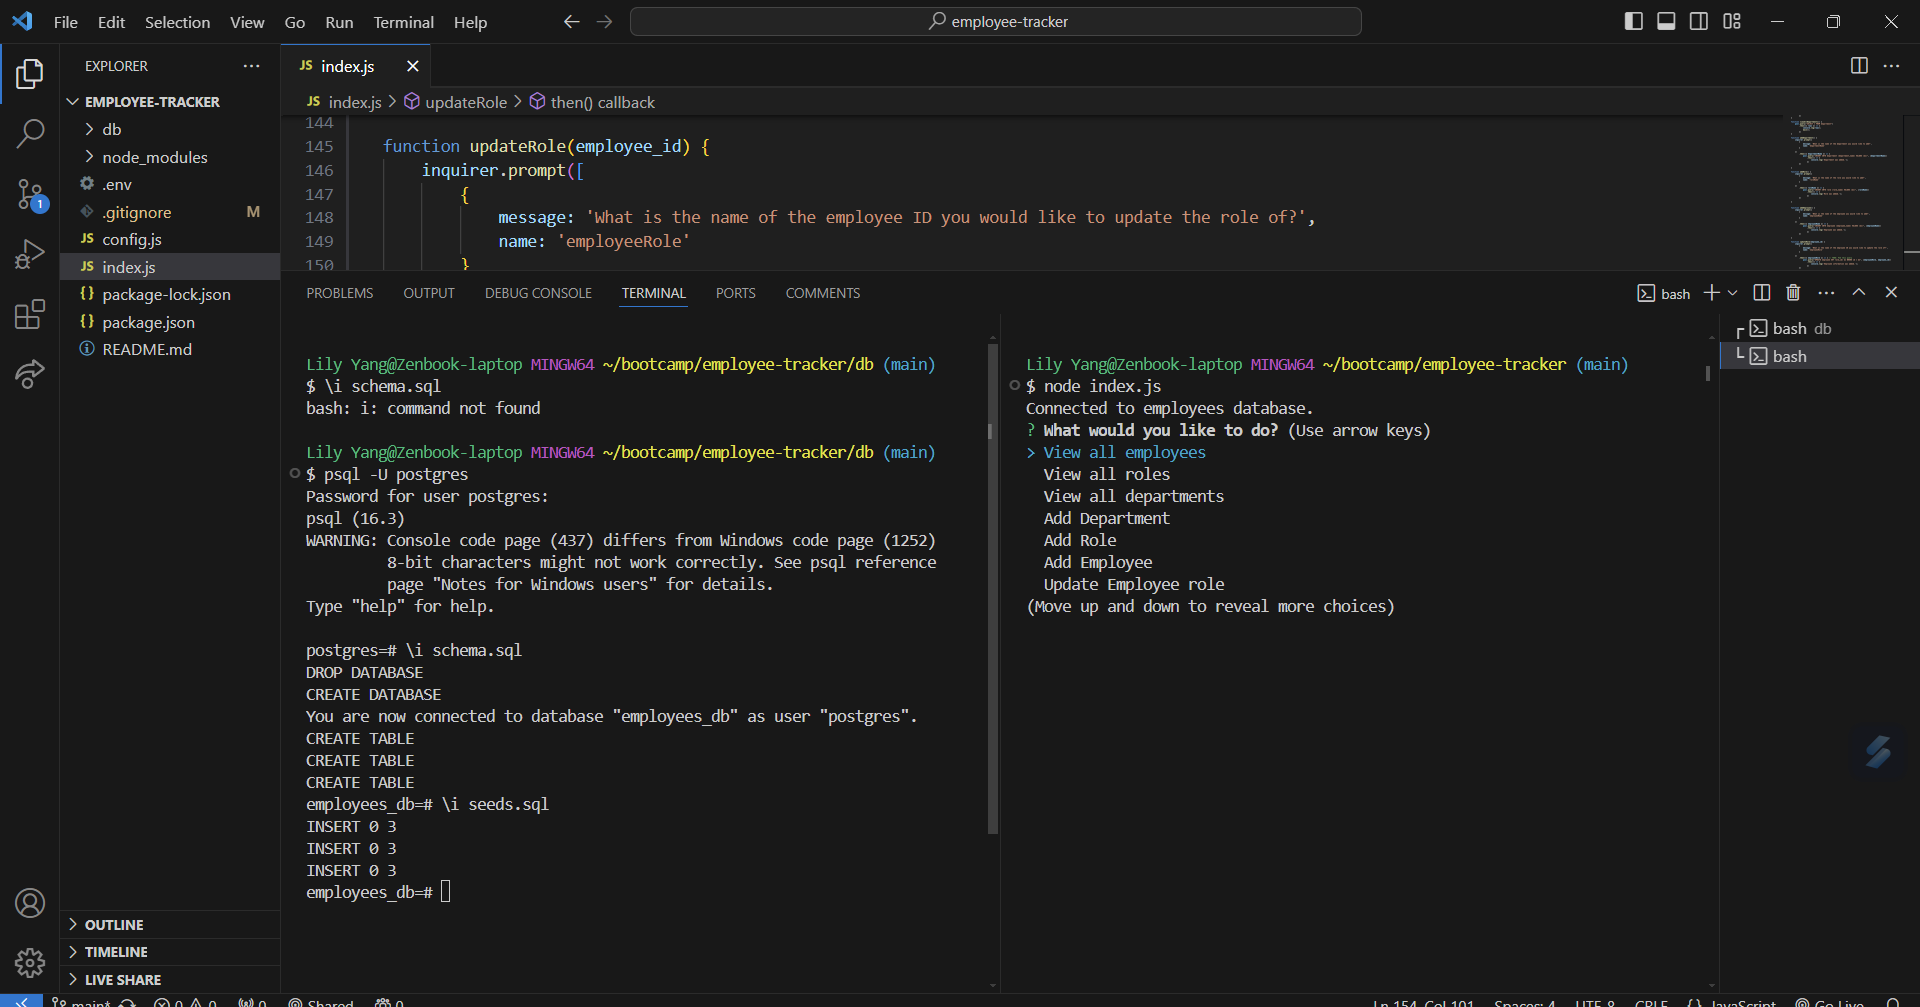 File Edit Selection View Go Run Terminal Help
employee-tracker
EXPLORER
EMPLOYEE-TRACKER
db
node_modules
.env
.gitignore M
config.js
index.js
package-lock.json
package.json
README.md
OUTLINE
TIMELINE
LIVE SHARE
1
JS index.js
JS index.js > updateRole > then() callback
144
145 function updateRole(employee_id) {
146 inquirer.prompt([
147 {
148 message: 'What is the name of the employee ID you would like to update the role of?',
149 name: 'employeeRole'
150 }
PROBLEMS OUTPUT DEBUG CONSOLE TERMINAL PORTS COMMENTS
bash
Lily Yang@Zenbook-laptop MINGW64 ~/bootcamp/employee-tracker/db (main)
$ \i schema.sql
bash: i: command not found
Lily Yang@Zenbook-laptop MINGW64 ~/bootcamp/employee-tracker/db (main)
$ psql -U postgres
Password for user postgres:
psql (16.3)
WARNING: Console code page (437) differs from Windows code page (1252)
8-bit characters might not work correctly. See psql reference
page "Notes for Windows users" for details.
Type "help" for help.
postgres=# \i schema.sql
DROP DATABASE
CREATE DATABASE
You are now connected to database "employees_db" as user "postgres".
CREATE TABLE
CREATE TABLE
CREATE TABLE
employees_db=# \i seeds.sql
INSERT 0 3
INSERT 0 3
INSERT 0 3
employees_db=#
Lily Yang@Zenbook-laptop MINGW64 ~/bootcamp/employee-tracker (main)
$ node index.js
Connected to employees database.
? What would you like to do? (Use arrow keys)
> View all employees
View all roles
View all departments
Add Department
Add Role
Add Employee
Update Employee role
(Move up and down to reveal more choices)
bash db
bash
main* 0 0 0 Shared 0 Ln 154, Col 101 Spaces: 4 UTF-8 CRLF {} JavaScript Go Live